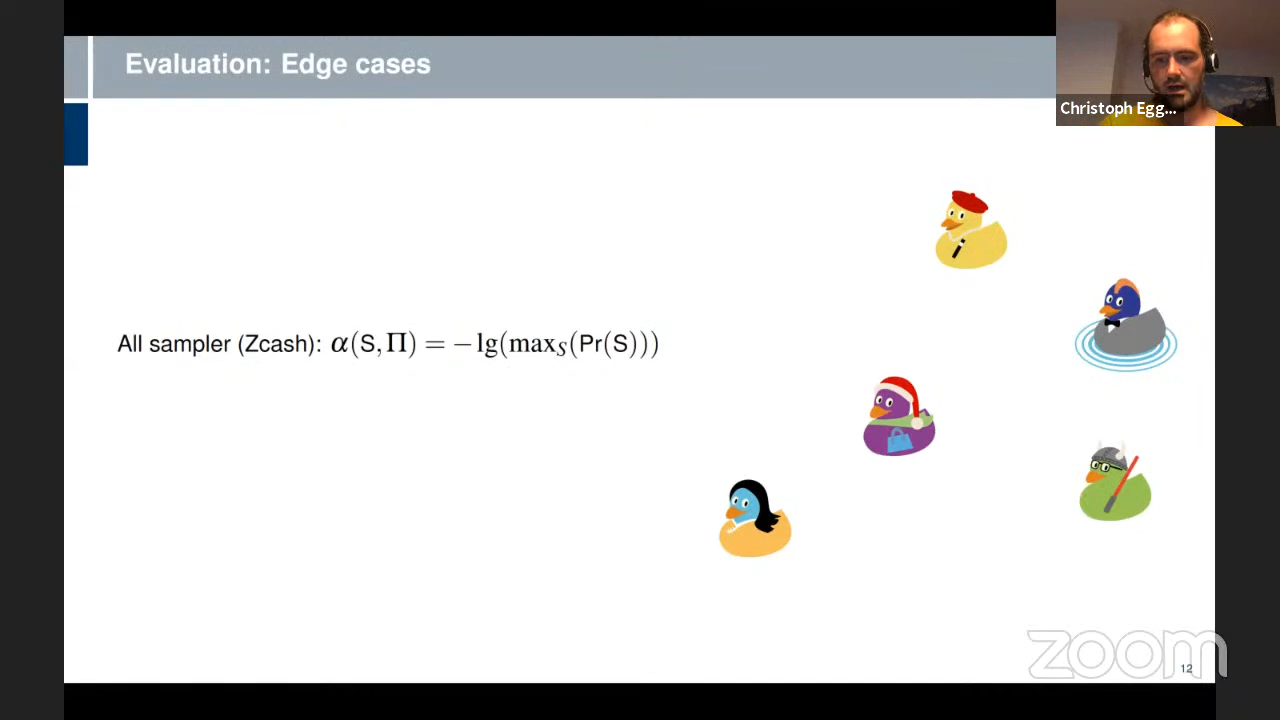 Evaluation: Edge cases
Christoph Egg...
All sampler (Zcash): α(S, Π) = − lg(max_S(Pr(S)))
zoom
12